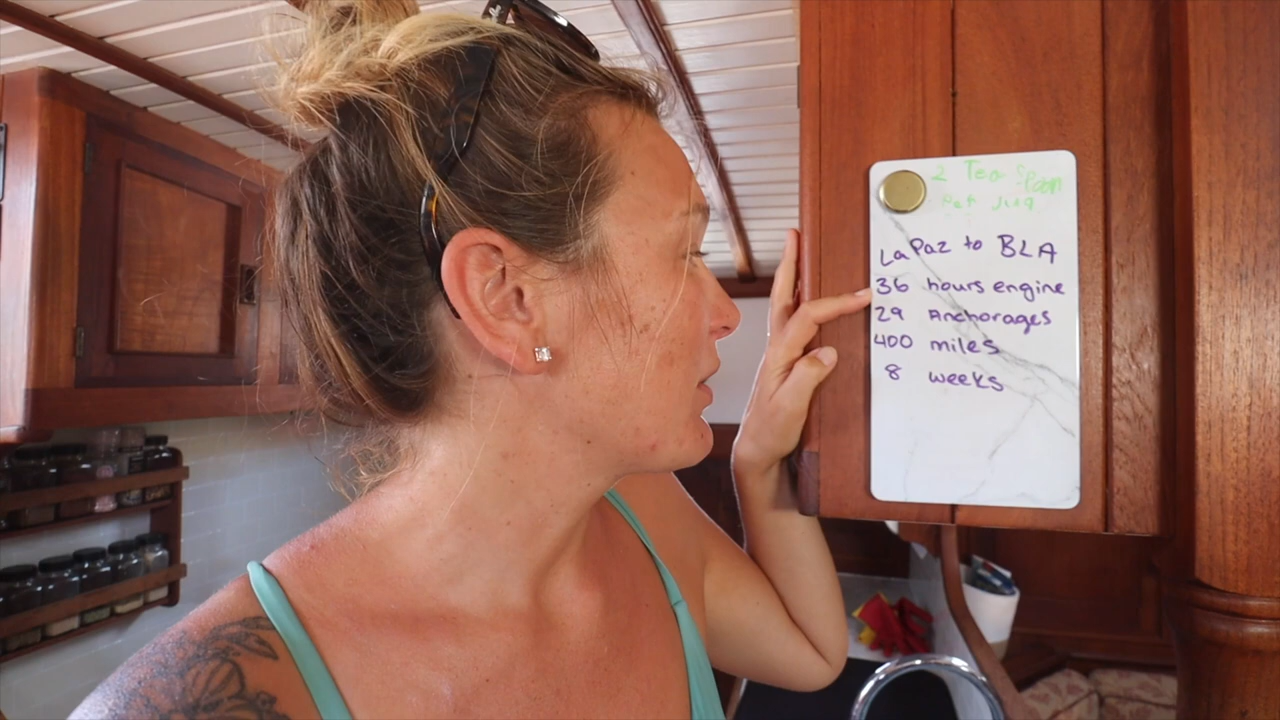 2 Tea Spoon
Per Jug
La Paz to BLA
36 hours engine
29 Anchorages
400 miles
8 weeks